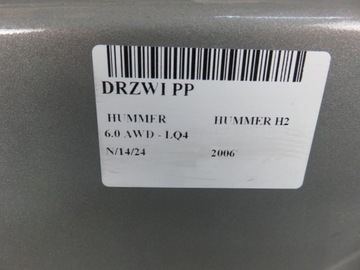 DRZWI PP
HUMMER HUMMER H2
6.0 AWD - LQ4
N/14/24 2006